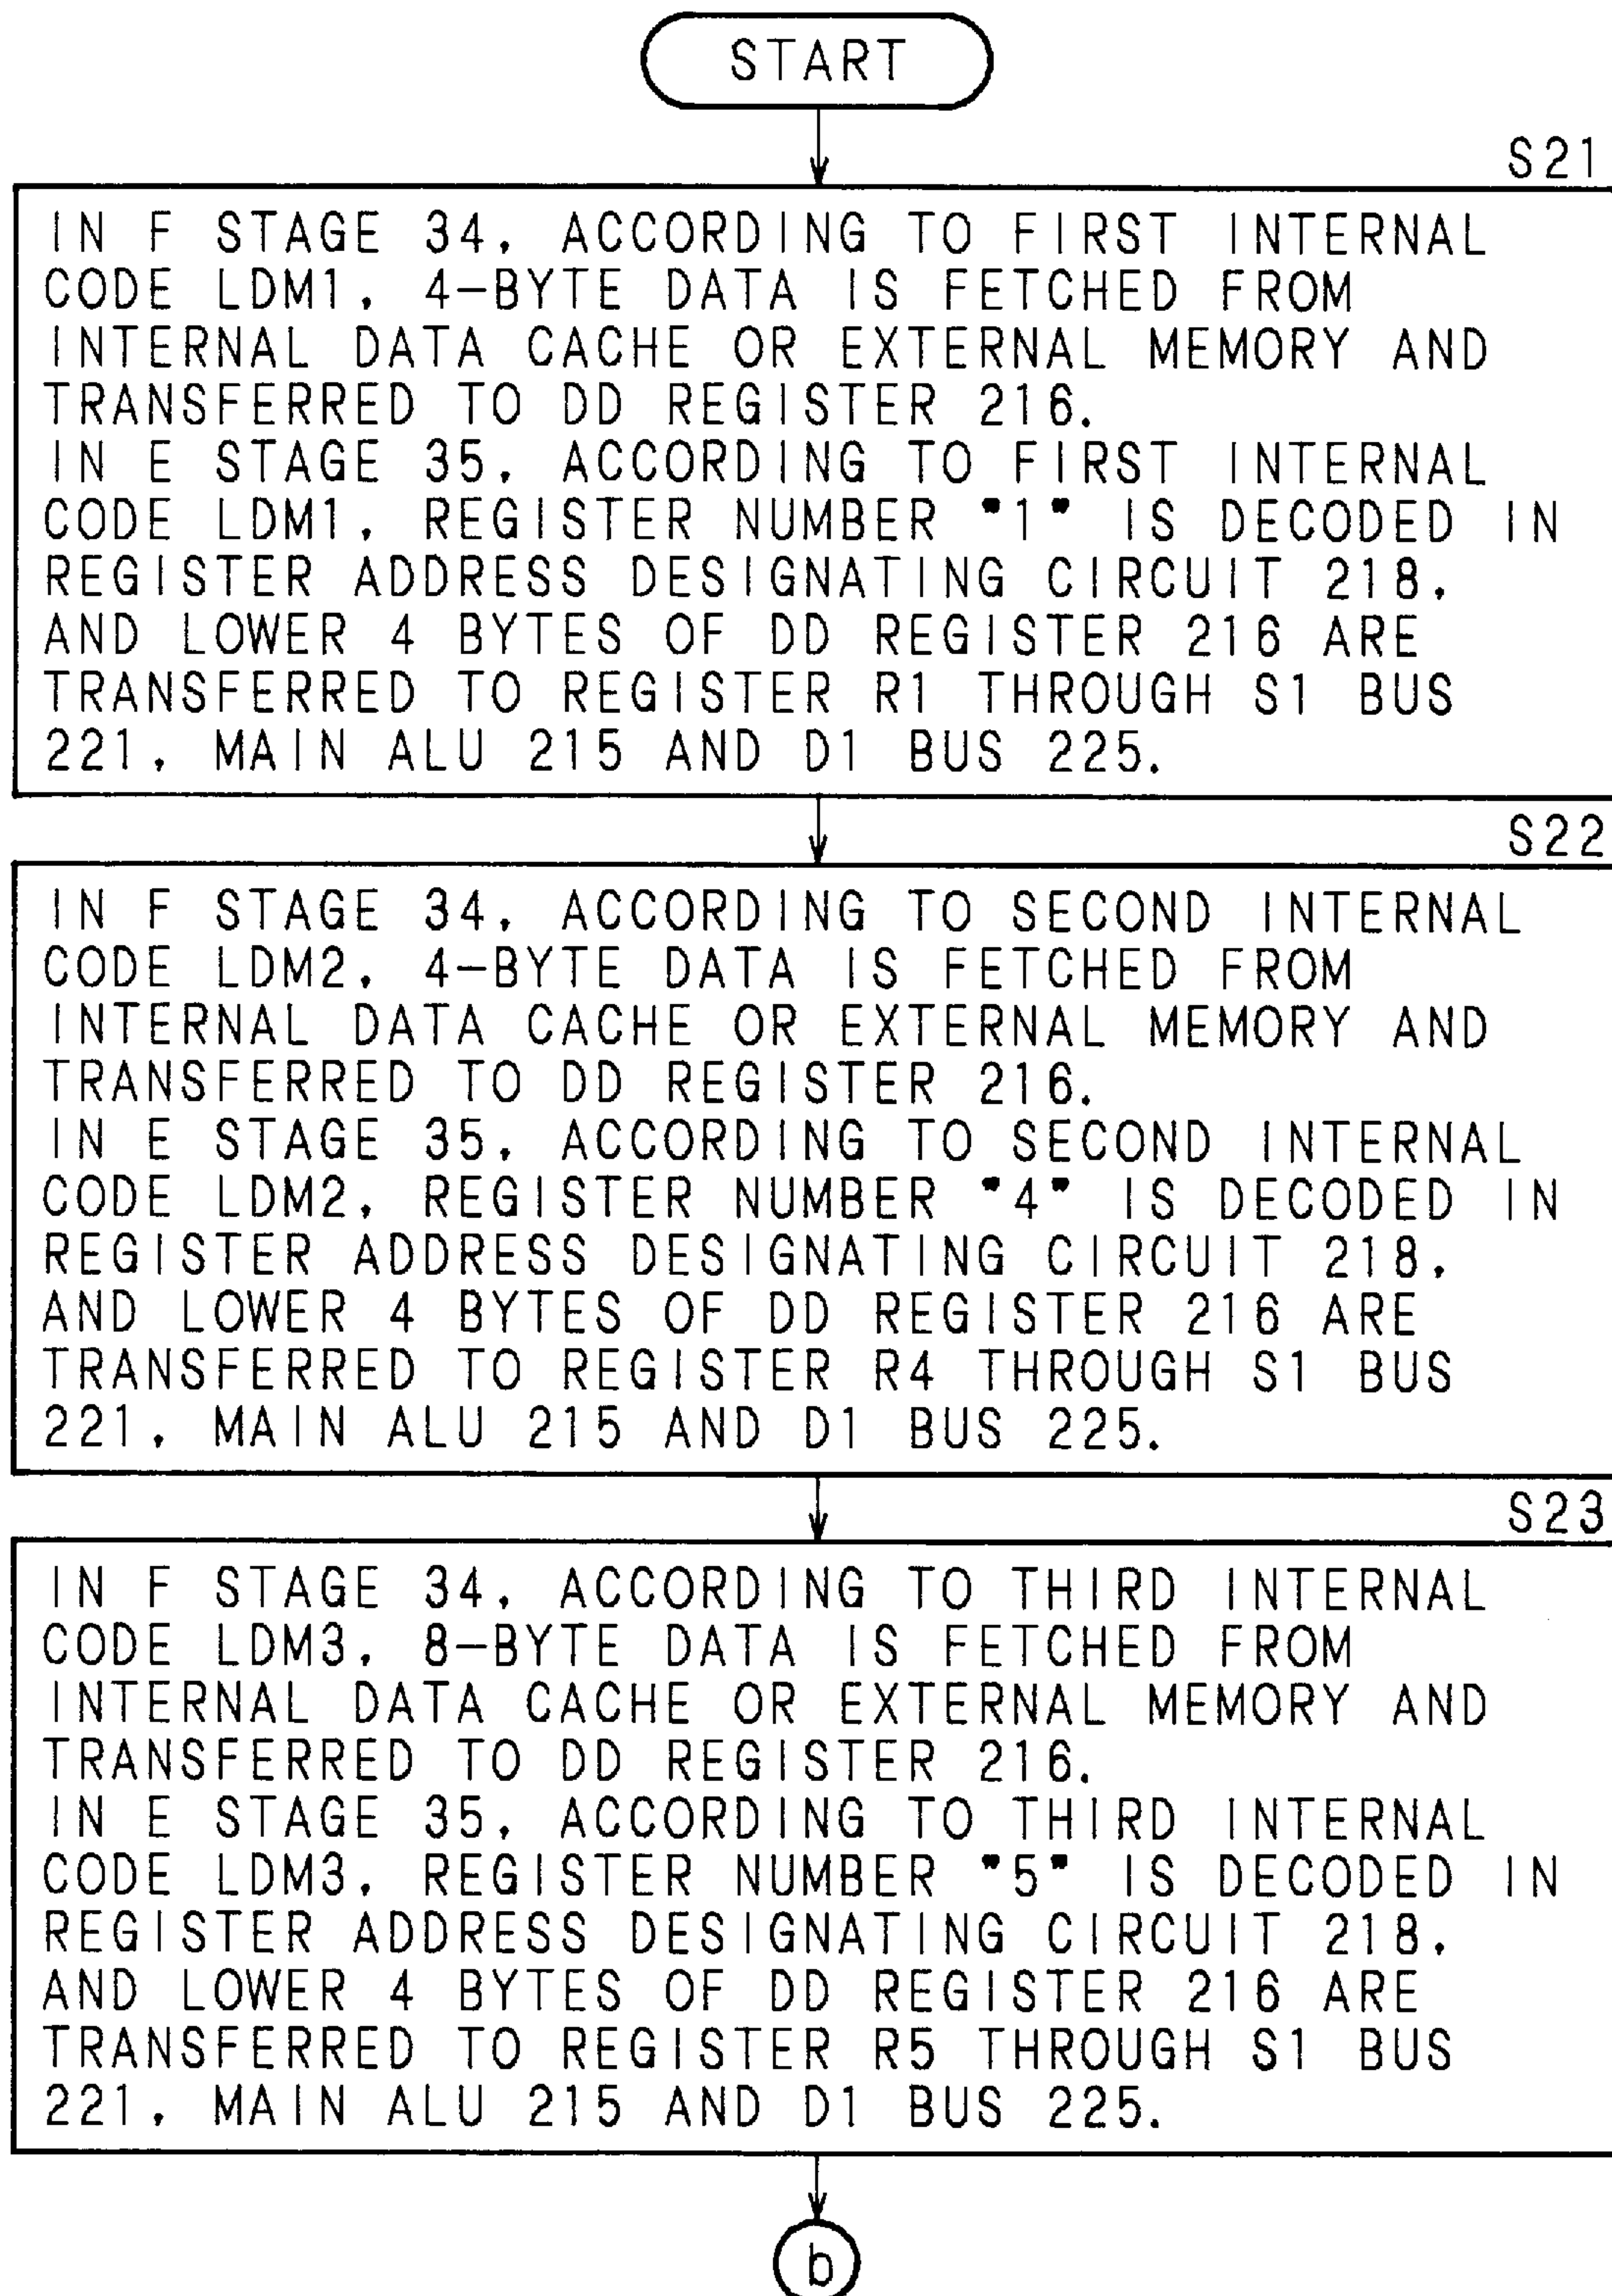 START
S21
IN F STAGE 34, ACCORDING TO FIRST INTERNAL
CODE LDM1, 4-BYTE DATA IS FETCHED FROM
INTERNAL DATA CACHE OR EXTERNAL MEMORY AND
TRANSFERRED TO DD REGISTER 216.
IN E STAGE 35, ACCORDING TO FIRST INTERNAL
CODE LDM1, REGISTER NUMBER "1" IS DECODED IN
REGISTER ADDRESS DESIGNATING CIRCUIT 218,
AND LOWER 4 BYTES OF DD REGISTER 216 ARE
TRANSFERRED TO REGISTER R1 THROUGH S1 BUS
221, MAIN ALU 215 AND D1 BUS 225.
S22
IN F STAGE 34, ACCORDING TO SECOND INTERNAL
CODE LDM2, 4-BYTE DATA IS FETCHED FROM
INTERNAL DATA CACHE OR EXTERNAL MEMORY AND
TRANSFERRED TO DD REGISTER 216.
IN E STAGE 35, ACCORDING TO SECOND INTERNAL
CODE LDM2, REGISTER NUMBER "4" IS DECODED IN
REGISTER ADDRESS DESIGNATING CIRCUIT 218,
AND LOWER 4 BYTES OF DD REGISTER 216 ARE
TRANSFERRED TO REGISTER R4 THROUGH S1 BUS
221, MAIN ALU 215 AND D1 BUS 225.
S23
IN F STAGE 34, ACCORDING TO THIRD INTERNAL
CODE LDM3, 8-BYTE DATA IS FETCHED FROM
INTERNAL DATA CACHE OR EXTERNAL MEMORY AND
TRANSFERRED TO DD REGISTER 216.
IN E STAGE 35, ACCORDING TO THIRD INTERNAL
CODE LDM3, REGISTER NUMBER "5" IS DECODED IN
REGISTER ADDRESS DESIGNATING CIRCUIT 218,
AND LOWER 4 BYTES OF DD REGISTER 216 ARE
TRANSFERRED TO REGISTER R5 THROUGH S1 BUS
221, MAIN ALU 215 AND D1 BUS 225.
b